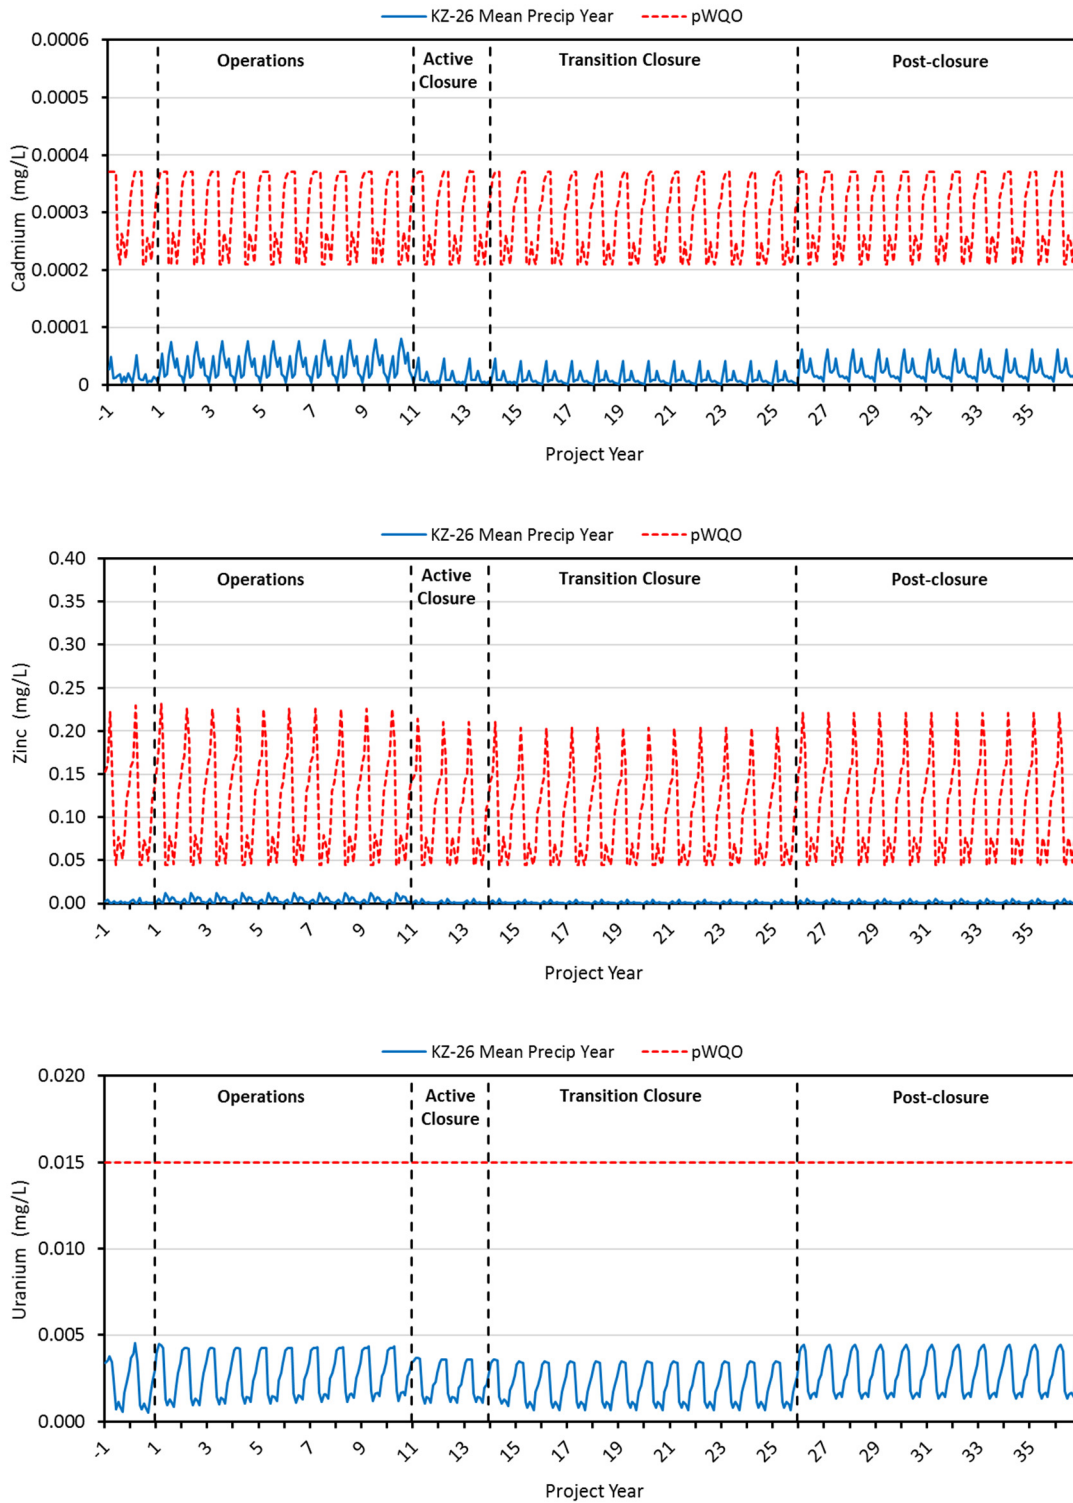 KZ-26 Mean Precip Year pWQO
0.0006
0.0005
0.0004
0.0003
0.0002
0.0001
0
Cadmium (mg/L)
Operations
Active
Closure
Transition Closure
Post-closure
-1 1 3 5 7 9 11 13 15 17 19 21 23 25 27 29 31 33 35
Project Year
KZ-26 Mean Precip Year pWQO
0.40
0.35
0.30
0.25
0.20
0.15
0.10
0.05
0.00
Zinc (mg/L)
Operations
Active
Closure
Transition Closure
Post-closure
-1 1 3 5 7 9 11 13 15 17 19 21 23 25 27 29 31 33 35
Project Year
KZ-26 Mean Precip Year pWQO
0.020
0.015
0.010
0.005
0.000
Uranium (mg/L)
Operations
Active
Closure
Transition Closure
Post-closure
-1 1 3 5 7 9 11 13 15 17 19 21 23 25 27 29 31 33 35
Project Year